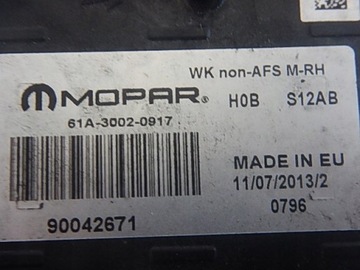 WK non-AFS M-RH
MOPAR® H0B S12AB
61A-3002-0917
MADE IN EU
11/07/2013/2
90042671 0796